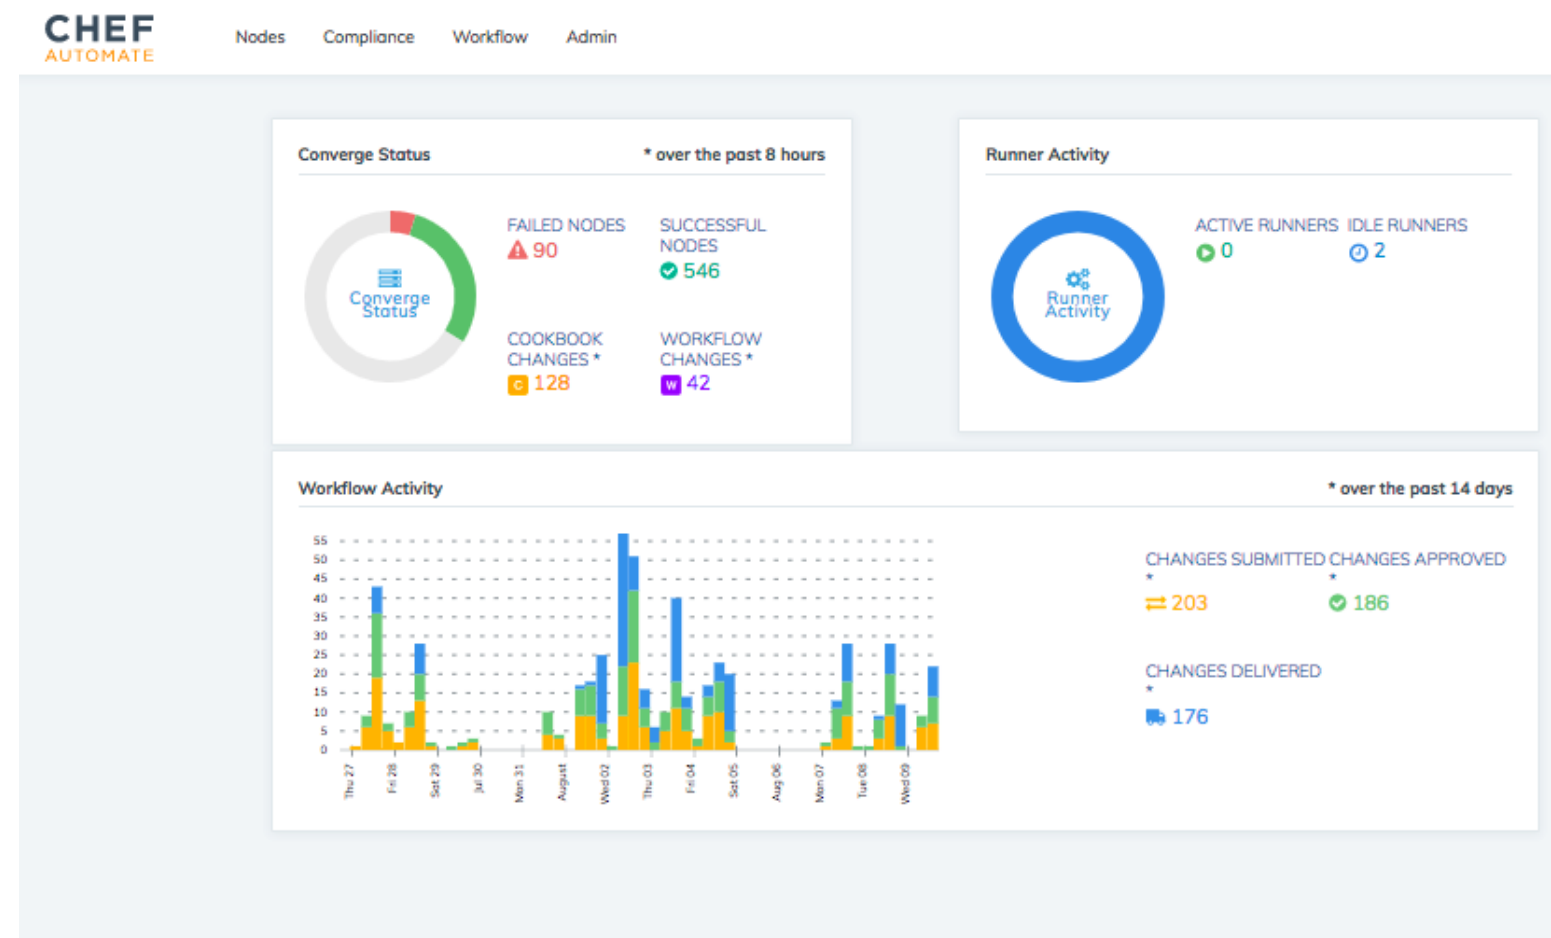 CHEF
AUTOMATE
Nodes Compliance Workflow Admin
Converge Status * over the past 8 hours
Converge
Status
FAILED NODES
90
SUCCESSFUL
NODES
546
COOKBOOK
CHANGES *
C 128
WORKFLOW
CHANGES *
W 42
Runner Activity
Runner
Activity
ACTIVE RUNNERS
0
IDLE RUNNERS
2
Workflow Activity * over the past 14 days
55
50
45
40
35
30
25
20
15
10
5
0
Thu 27
Fri 28
Sat 29
Jul 30
Mon 31
August
Wed 02
Thu 03
Fri 04
Sat 05
Aug 06
Mon 07
Tue 08
Wed 09
CHANGES SUBMITTED
*
203
CHANGES APPROVED
*
186
CHANGES DELIVERED
*
176